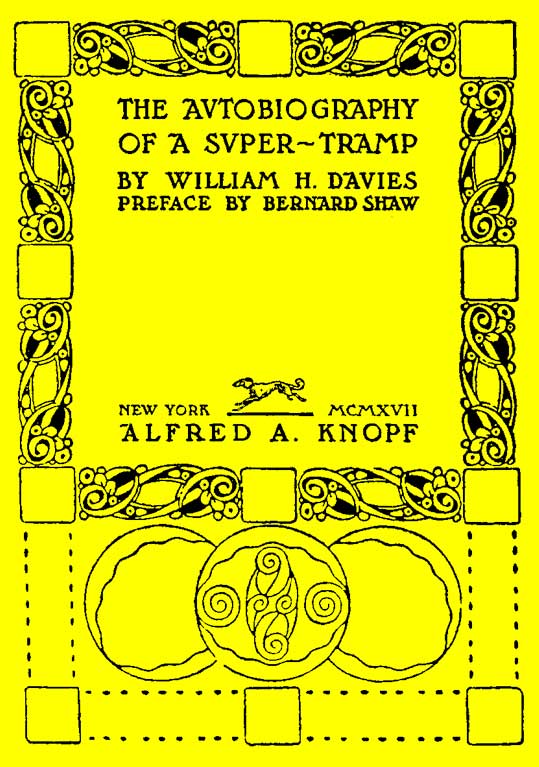 THE AVTOBIOGRAPHY
OF A SVPER~TRAMP
BY WILLIAM H. DAVIES
PREFACE BY BERNARD SHAW
NEW YORK MCMXVII
ALFRED A. KNOPF